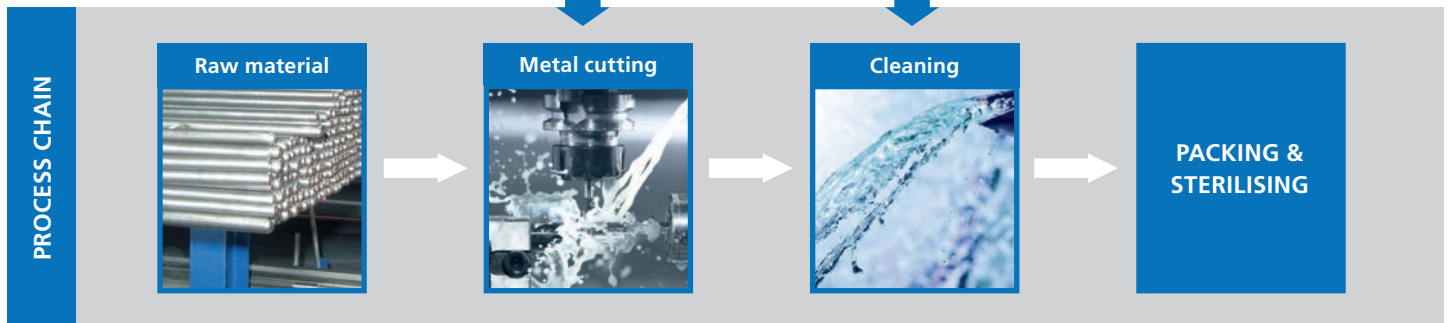 PROCESS CHAIN
Raw material
Metal cutting
Cleaning
PACKING &
STERILISING